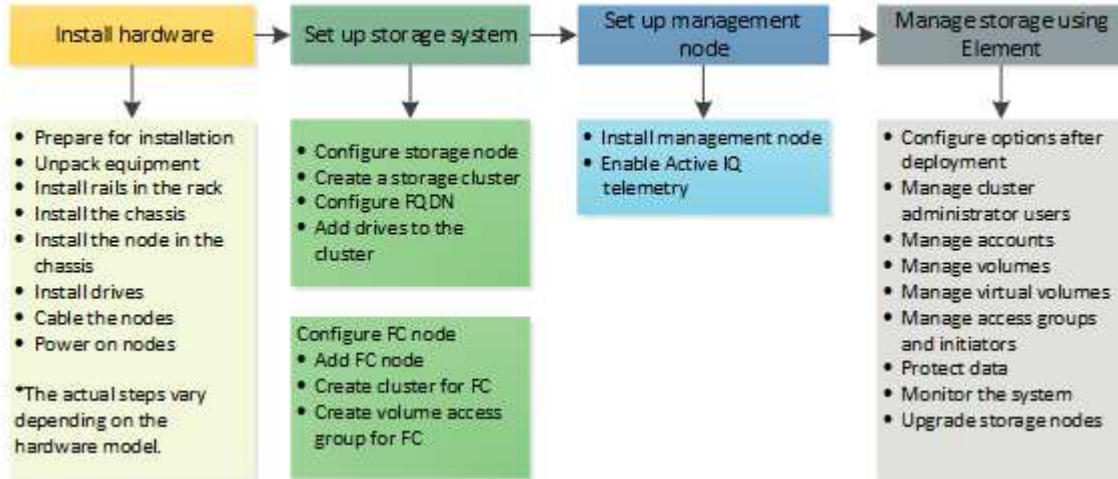 Install hardware
Set up storage system
Set up management
node
Manage storage using
Element
• Prepare for installation
• Unpack equipment
• Install rails in the rack
• Install the chassis
• Install the node in the
chassis
• Install drives
• Cable the nodes
• Power on nodes
*The actual steps vary
depending on the
hardware model.
• Configure storage node
• Create a storage cluster
• Configure FQDN
• Add drives to the
cluster
Configure FC node
• Add FC node
• Create cluster for FC
• Create volume access
group for FC
• Install management node
• Enable Active IQ
telemetry
• Configure options after
deployment
• Manage cluster
administrator users
• Manage accounts
• Manage volumes
• Manage virtual volumes
• Manage access groups
and initiators
• Protect data
• Monitor the system
• Upgrade storage nodes